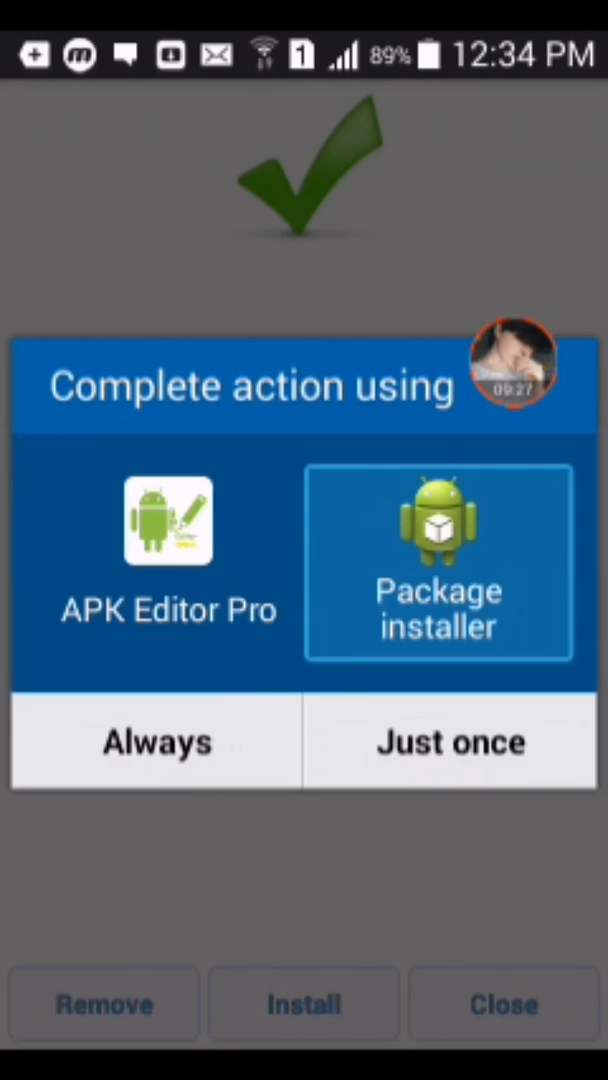 1 89% 12:34 PM
Complete action using
09:27
APK Editor Pro
Package
installer
Always
Just once
Remove
Install
Close